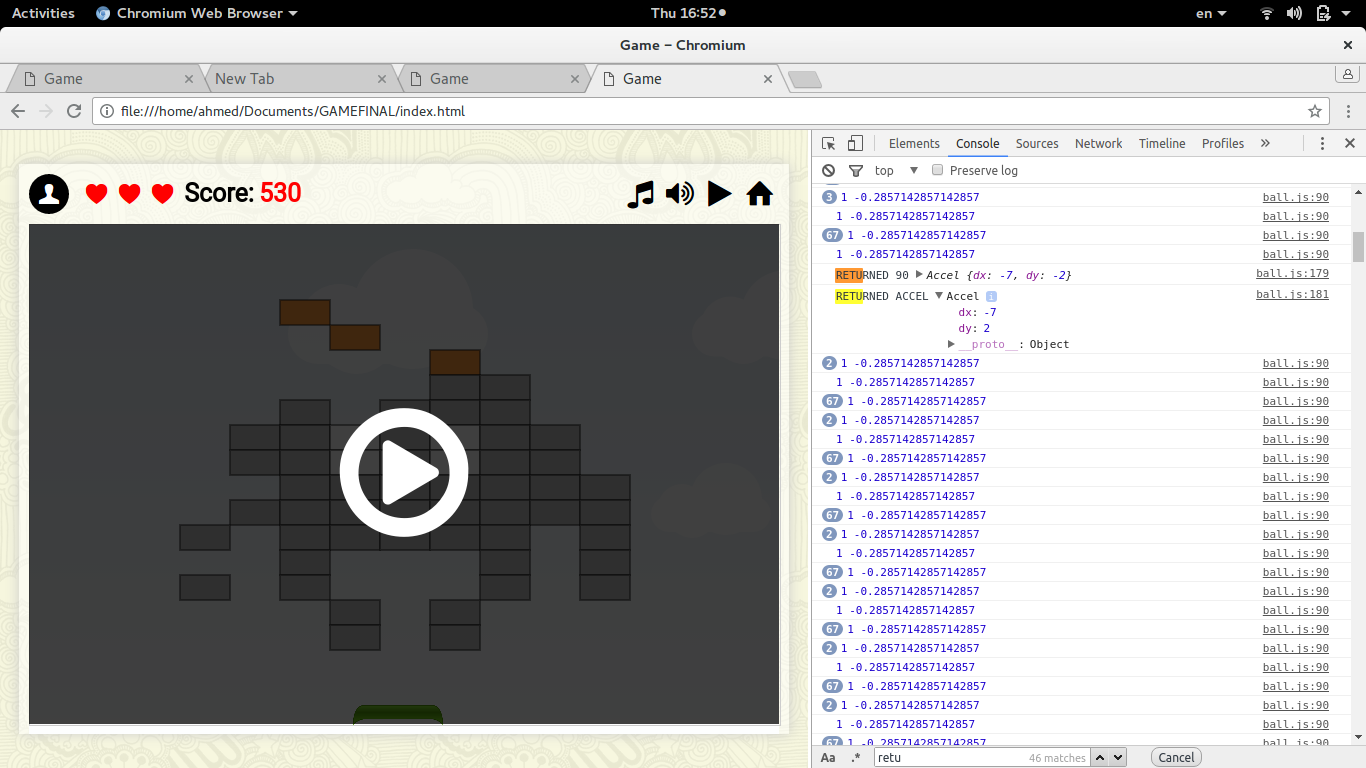 Activities Chromium Web Browser Thu 16:52 en
Game – Chromium
Game New Tab Game Game
file:///home/ahmed/Documents/GAMEFINAL/index.html
Elements Console Sources Network Timeline Profiles »
top Preserve log
Score: 530
3 1 -0.2857142857142857 ball.js:90
1 -0.2857142857142857 ball.js:90
67 1 -0.2857142857142857 ball.js:90
1 -0.2857142857142857 ball.js:90
RETURNED 90 Accel {dx: -7, dy: -2} ball.js:179
RETURNED ACCEL Accel i ball.js:181
dx: -7
dy: 2
__proto__: Object
2 1 -0.2857142857142857 ball.js:90
1 -0.2857142857142857 ball.js:90
67 1 -0.2857142857142857 ball.js:90
2 1 -0.2857142857142857 ball.js:90
1 -0.2857142857142857 ball.js:90
67 1 -0.2857142857142857 ball.js:90
2 1 -0.2857142857142857 ball.js:90
1 -0.2857142857142857 ball.js:90
67 1 -0.2857142857142857 ball.js:90
2 1 -0.2857142857142857 ball.js:90
1 -0.2857142857142857 ball.js:90
67 1 -0.2857142857142857 ball.js:90
2 1 -0.2857142857142857 ball.js:90
1 -0.2857142857142857 ball.js:90
67 1 -0.2857142857142857 ball.js:90
2 1 -0.2857142857142857 ball.js:90
1 -0.2857142857142857 ball.js:90
67 1 -0.2857142857142857 ball.js:90
2 1 -0.2857142857142857 ball.js:90
1 -0.2857142857142857 ball.js:90
67 1 -0.2857142857142857 ball.js:90
Aa .* retu 46 matches Cancel